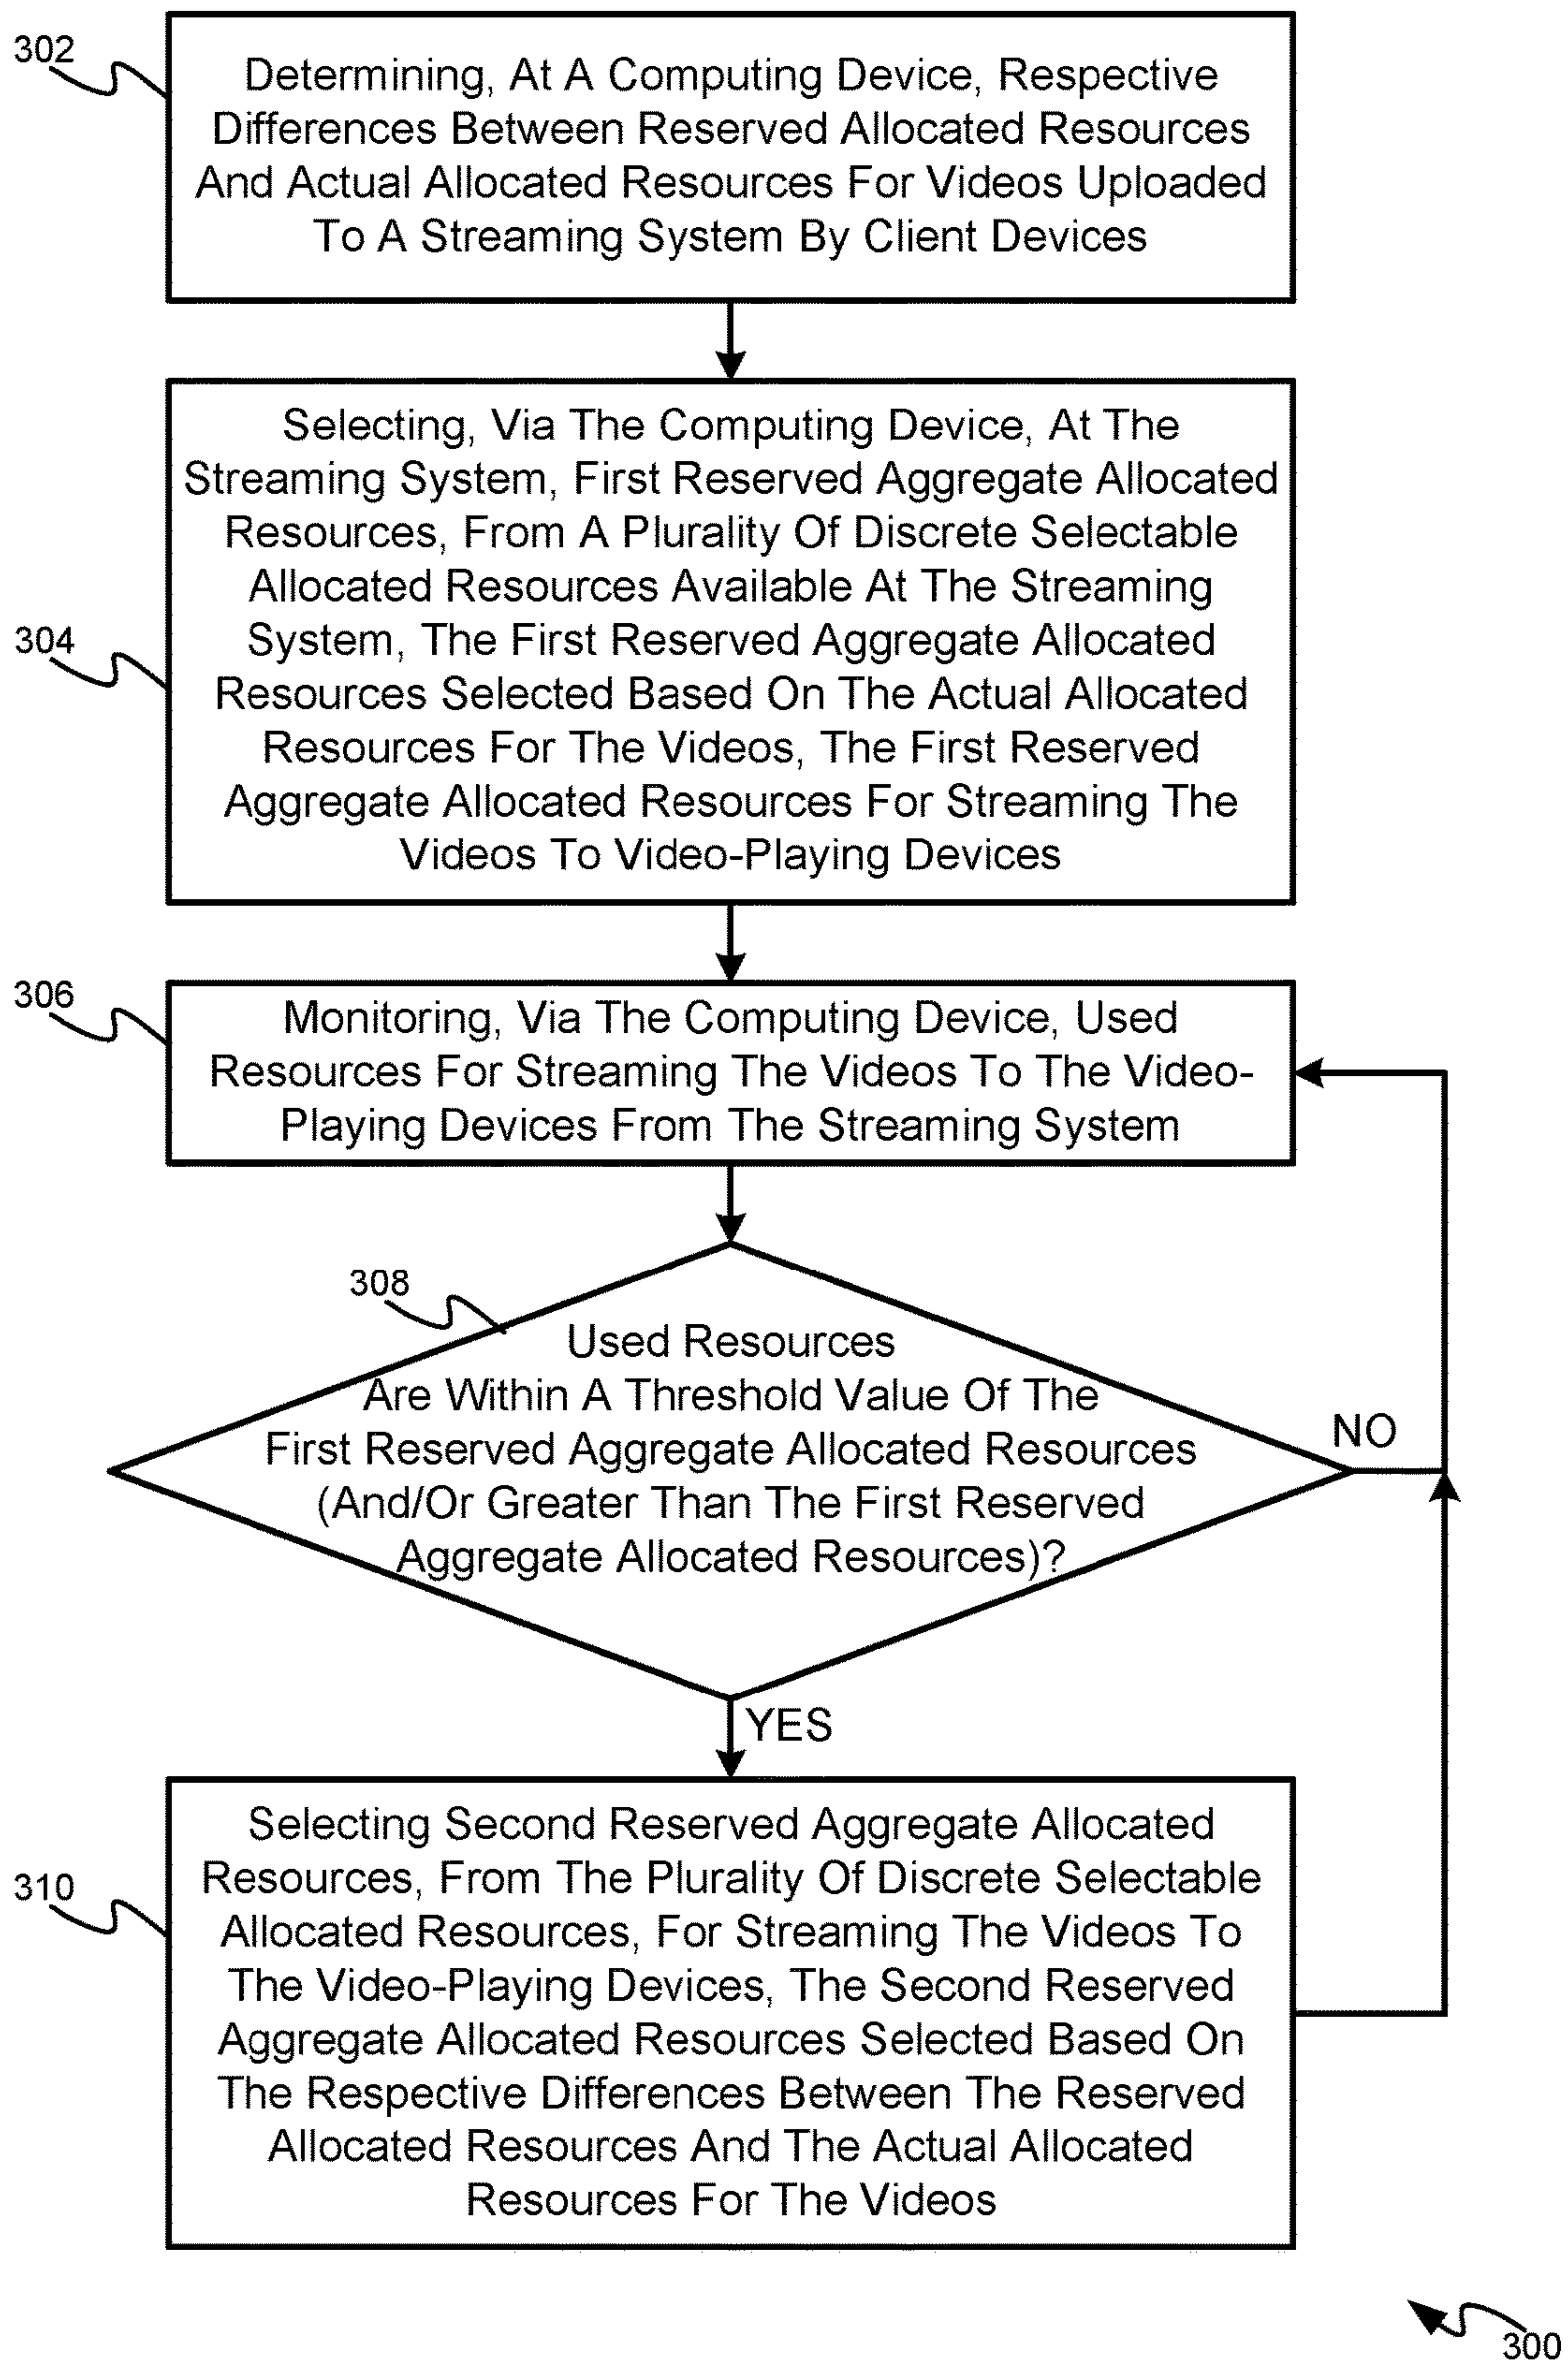 302
Determining, At A Computing Device, Respective
Differences Between Reserved Allocated Resources
And Actual Allocated Resources For Videos Uploaded
To A Streaming System By Client Devices
304
Selecting, Via The Computing Device, At The
Streaming System, First Reserved Aggregate Allocated
Resources, From A Plurality Of Discrete Selectable
Allocated Resources Available At The Streaming
System, The First Reserved Aggregate Allocated
Resources Selected Based On The Actual Allocated
Resources For The Videos, The First Reserved
Aggregate Allocated Resources For Streaming The
Videos To Video-Playing Devices
306
Monitoring, Via The Computing Device, Used
Resources For Streaming The Videos To The Video-
Playing Devices From The Streaming System
308
Used Resources
Are Within A Threshold Value Of The
First Reserved Aggregate Allocated Resources
(And/Or Greater Than The First Reserved
Aggregate Allocated Resources)?
NO
YES
310
Selecting Second Reserved Aggregate Allocated
Resources, From The Plurality Of Discrete Selectable
Allocated Resources, For Streaming The Videos To
The Video-Playing Devices, The Second Reserved
Aggregate Allocated Resources Selected Based On
The Respective Differences Between The Reserved
Allocated Resources And The Actual Allocated
Resources For The Videos
300